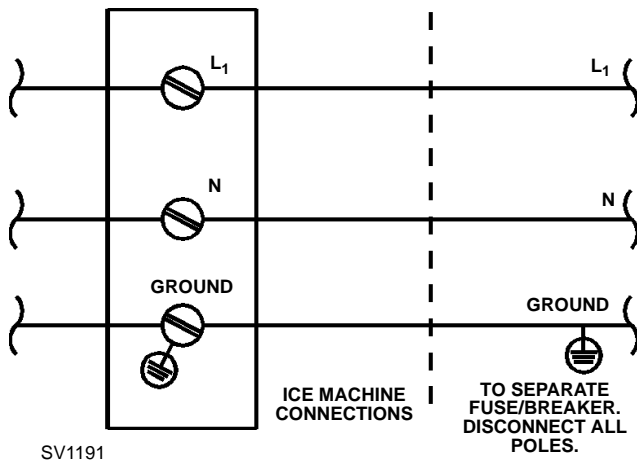 L1
L1
N
N
GROUND
GROUND
ICE MACHINE
CONNECTIONS
TO SEPARATE
FUSE/BREAKER.
DISCONNECT ALL
POLES.
SV1191